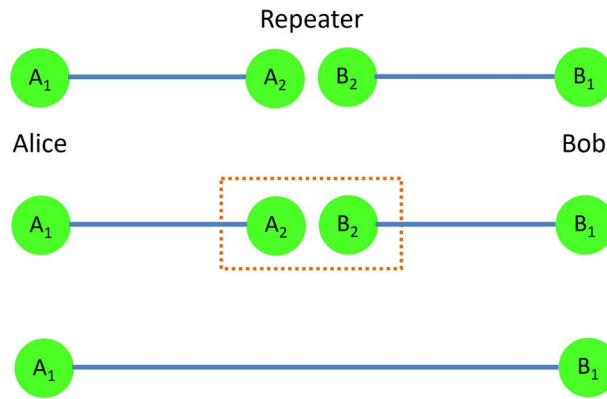 Repeater
A₁ A₂ B₂ B₁
Alice Bob
A₁ A₂ B₂ B₁
A₁ B₁